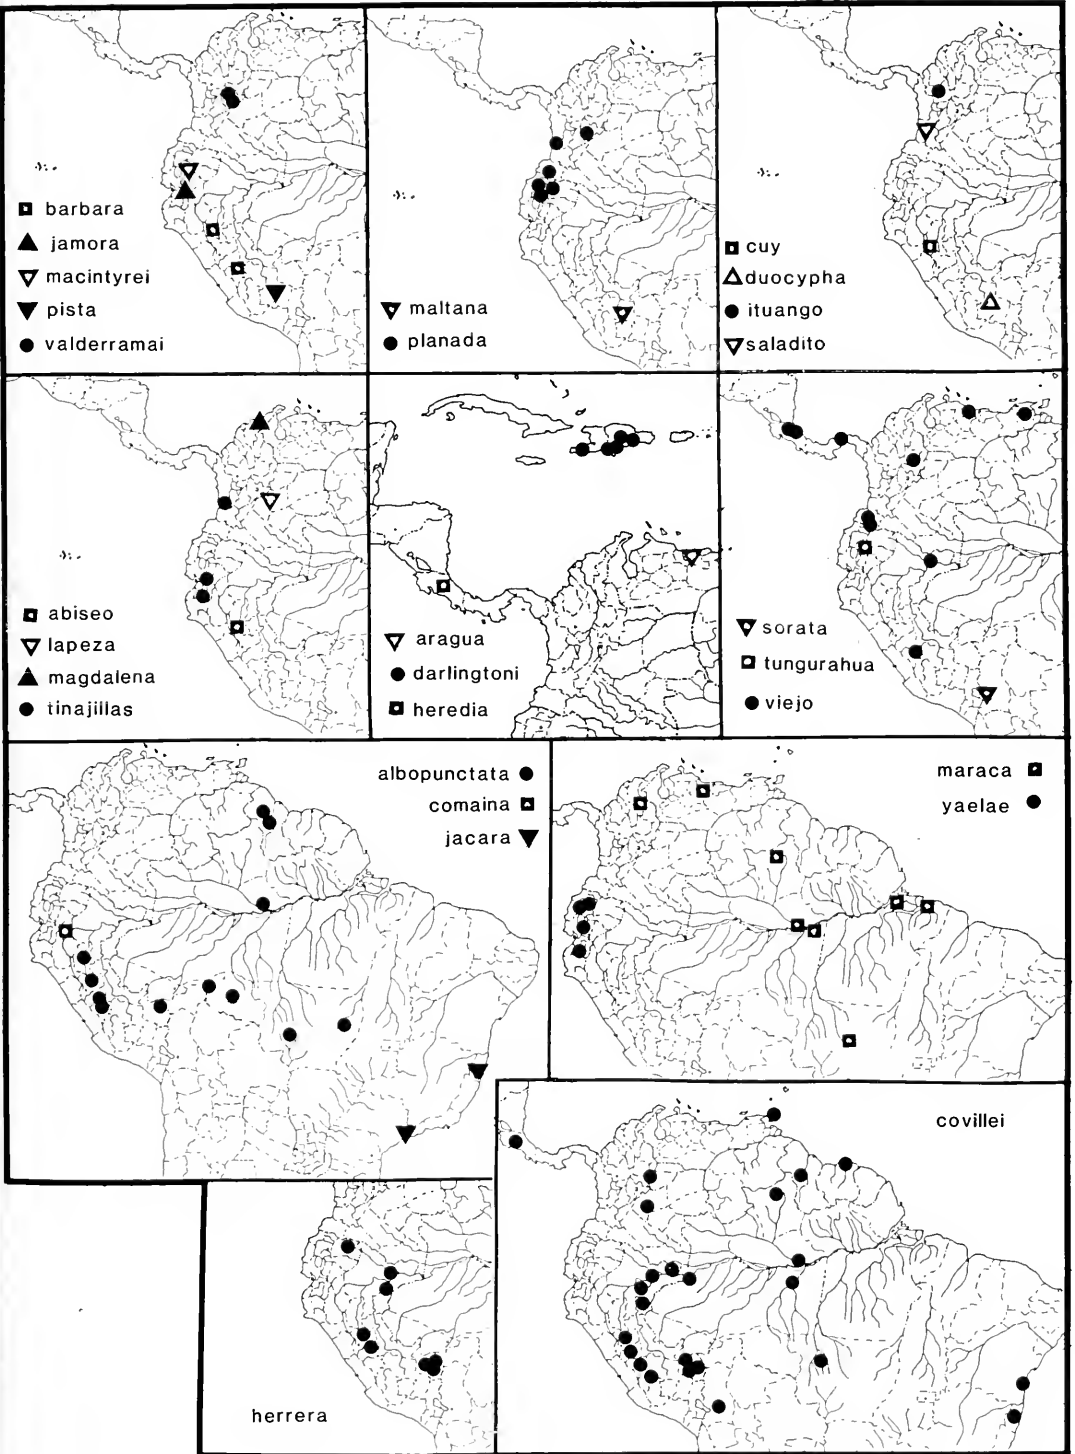 barbara
jamora
macintyrei
pista
valderramai
maltana
planada
cuy
duocypha
ituango
saladito
abiseo
lapeza
magdalena
tinajillas
aragua
darlingtoni
heredia
sorata
tungurahua
viejo
albopunctata
comaina
jacara
maraca
yaelae
covillei
herrera